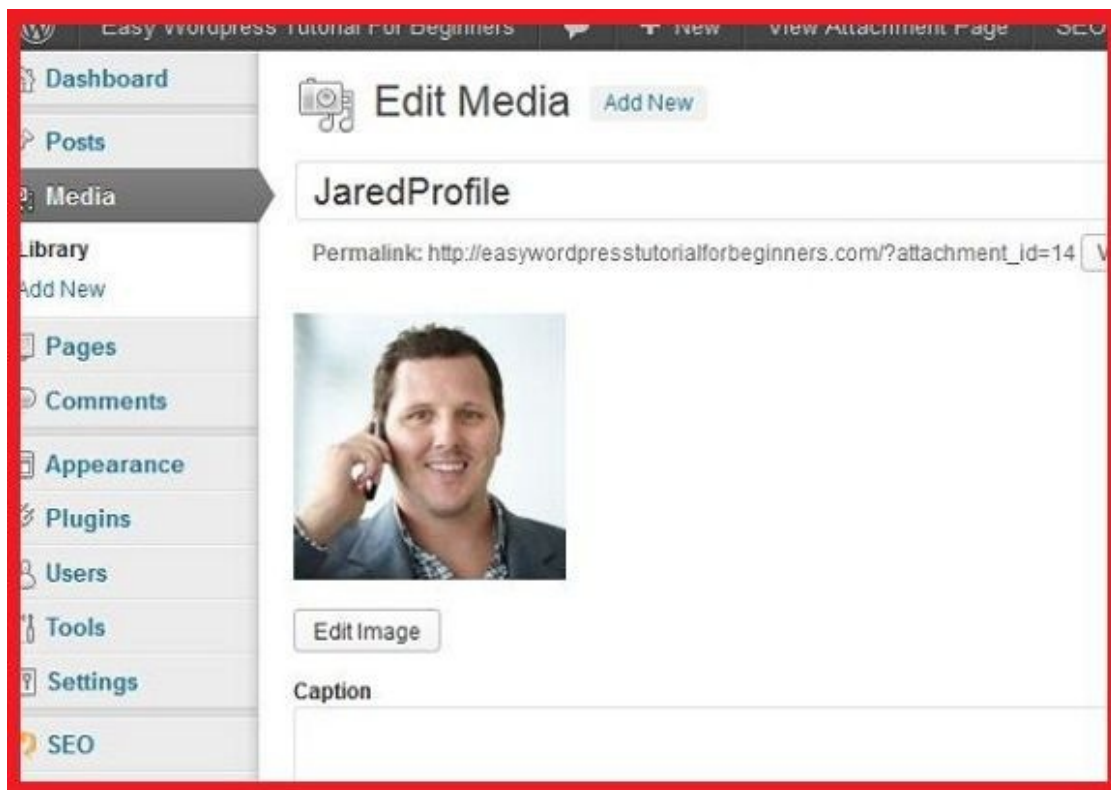 Easy Wordpress Tutorial For Beginners + New View Attachment Page SEO
Dashboard
Posts
Media
Library
Add New
Pages
Comments
Appearance
Plugins
Users
Tools
Settings
SEO
Edit Media Add New
JaredProfile
Permalink: http://easywordpresstutorialforbeginners.com/?attachment_id=14 V
Edit Image
Caption